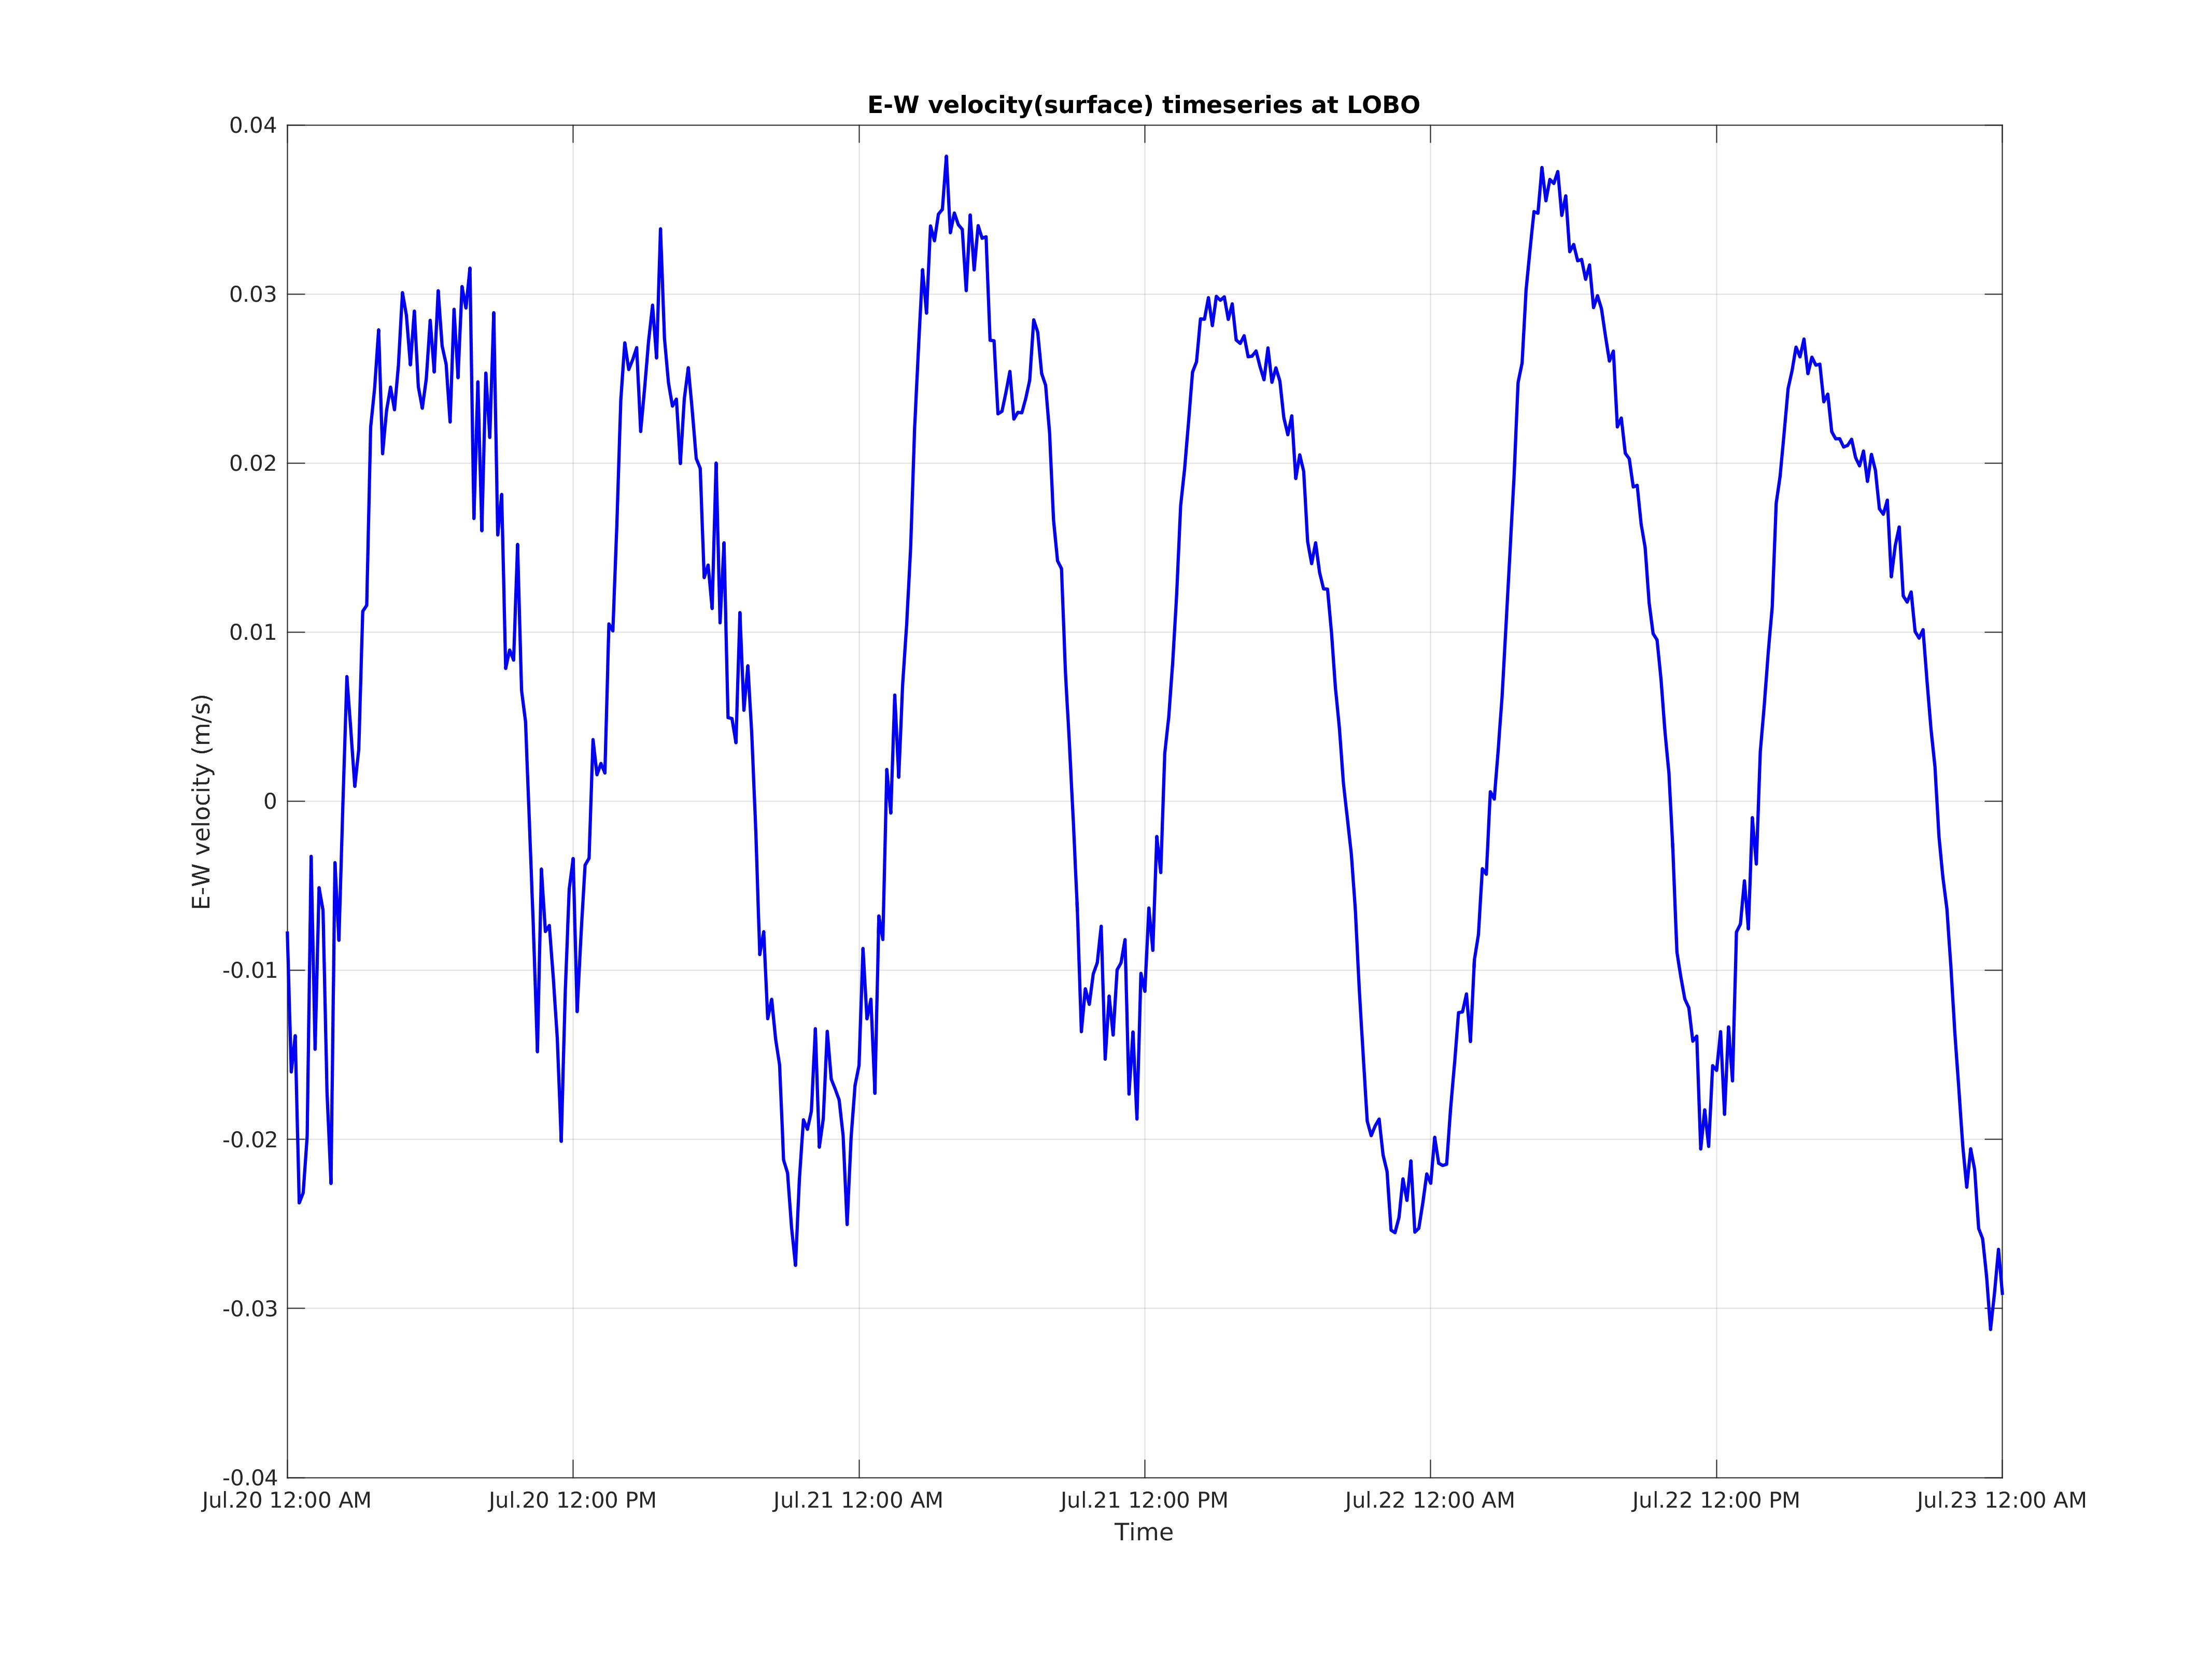 E-W velocity(surface) timeseries at LOBO
0.04
0.03
0.02
0.01
0
-0.01
-0.02
-0.03
-0.04
E-W velocity (m/s)
Jul.20 12:00 AM
Jul.20 12:00 PM
Jul.21 12:00 AM
Jul.21 12:00 PM
Jul.22 12:00 AM
Jul.22 12:00 PM
Jul.23 12:00 AM
Time